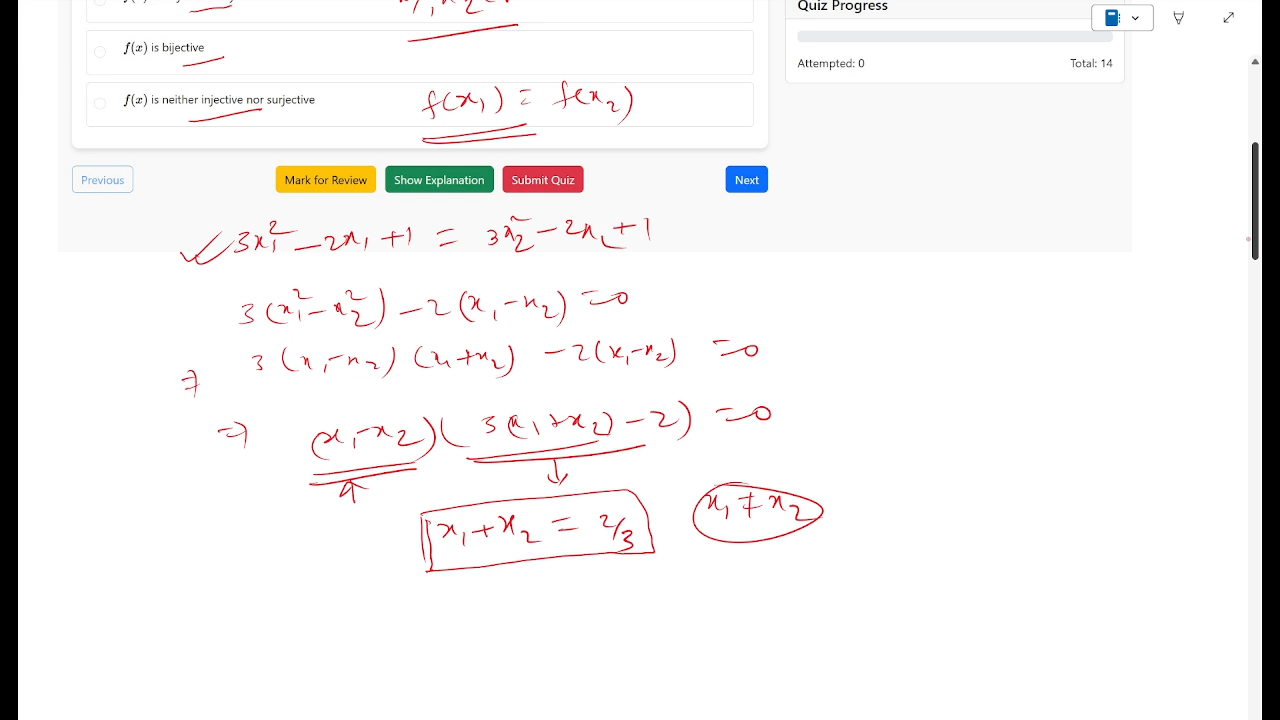 Quiz Progress
f(x) is bijective
Attempted: 0 Total: 14
f(x) is neither injective nor surjective
f(x₁) = f(x₂)
Previous Mark for Review Show Explanation Submit Quiz Next
3x₁² - 2x₁ + 1 = 3x₂² - 2x₂ + 1
3(x₁² - x₂²) - 2(x₁ - x₂) = 0
⇒ 3(x₁ - x₂)(x₁ + x₂) - 2(x₁ - x₂) = 0
⇒ (x₁ - x₂)(3(x₁ + x₂) - 2) = 0
x₁ + x₂ = 2/3 x₁ ≠ x₂